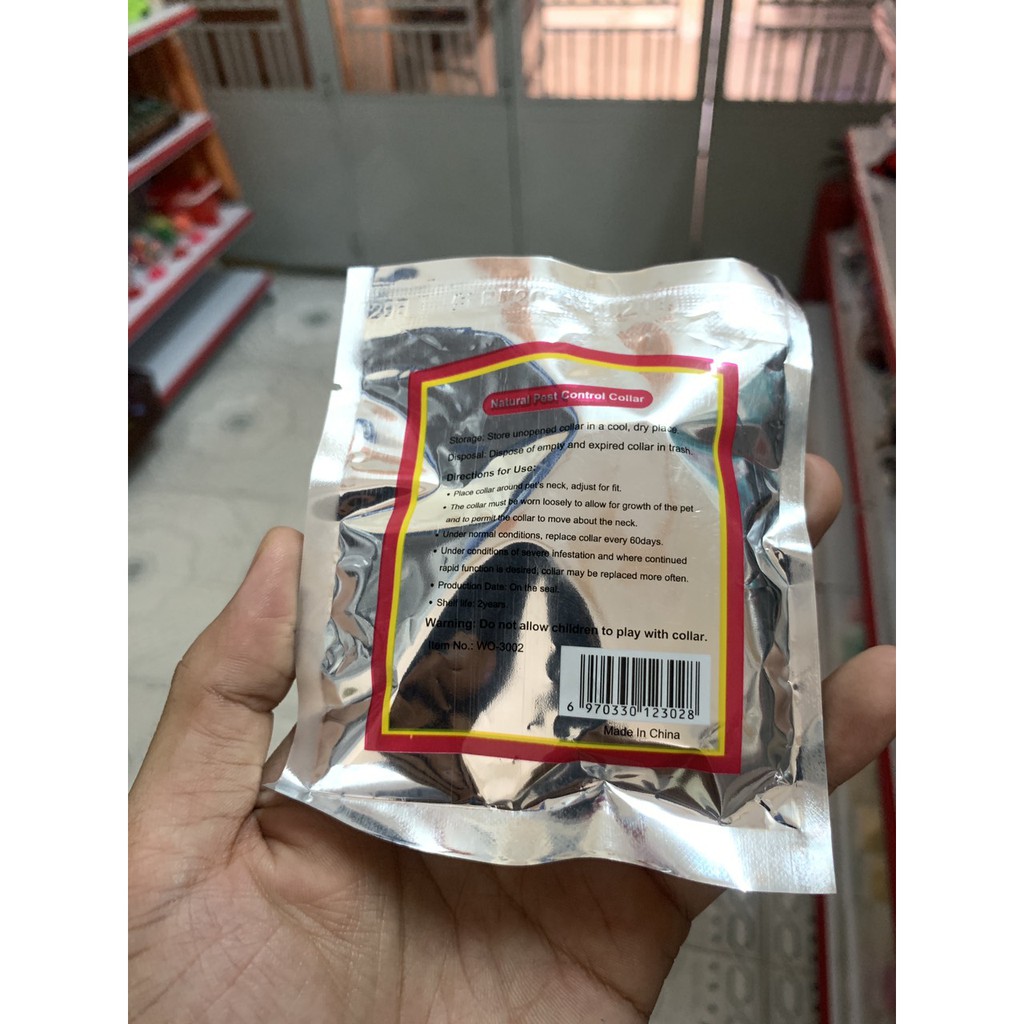 Natural Pest Control Collar
Storage: Store unopened collar in a cool, dry place.
Disposal: Dispose of empty and expired collar in trash.
Directions for Use:
• Place collar around pet's neck, adjust for fit.
• The collar must be worn loosely to allow for growth of the pet
and to permit the collar to move about the neck.
• Under normal conditions, replace collar every 60days.
• Under conditions of severe infestation and where continued
rapid function is desired, collar may be replaced more often.
• Production Date: On the seal.
• Shelf life: 2years
Warning: Do not allow children to play with collar.
Item No.: WO-3002
6 970330 123028
Made In China